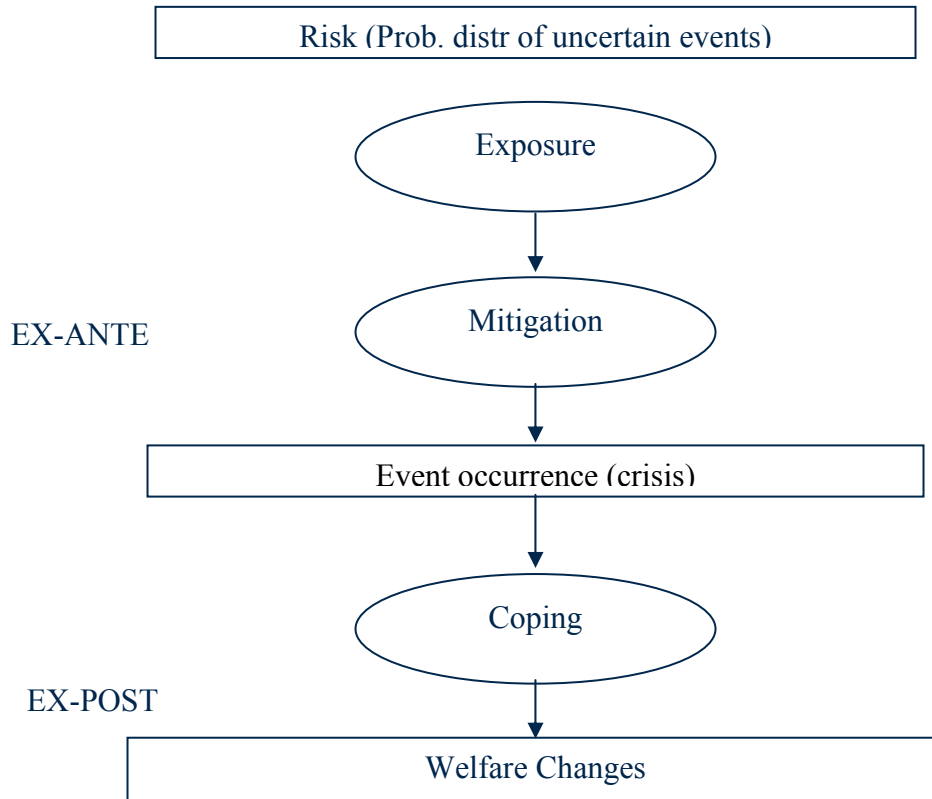 Risk (Prob. distr of uncertain events)
Exposure
Mitigation
EX-ANTE
Event occurrence (crisis)
Coping
EX-POST
Welfare Changes